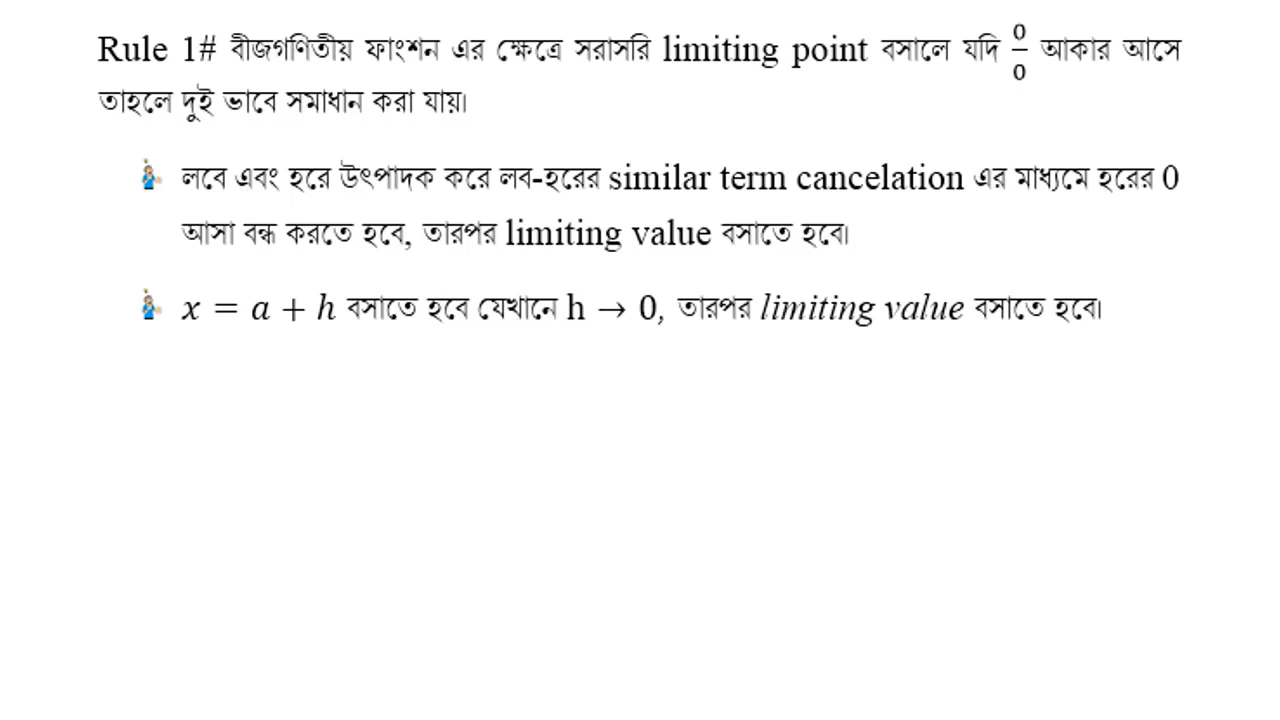 Rule 1# বীজগণিতীয় ফাংশন এর ক্ষেত্রে সরাসরি limiting point বসালে যদি 0/0 আকার আসে
তাহলে দুই ভাবে সমাধান করা যায়।
লবে এবং হরে উৎপাদক করে লব-হরের similar term cancelation এর মাধ্যমে হরের 0
আসা বন্ধ করতে হবে, তারপর limiting value বসাতে হবে।
x = a + h বসাতে হবে যেখানে h → 0, তারপর limiting value বসাতে হবে।